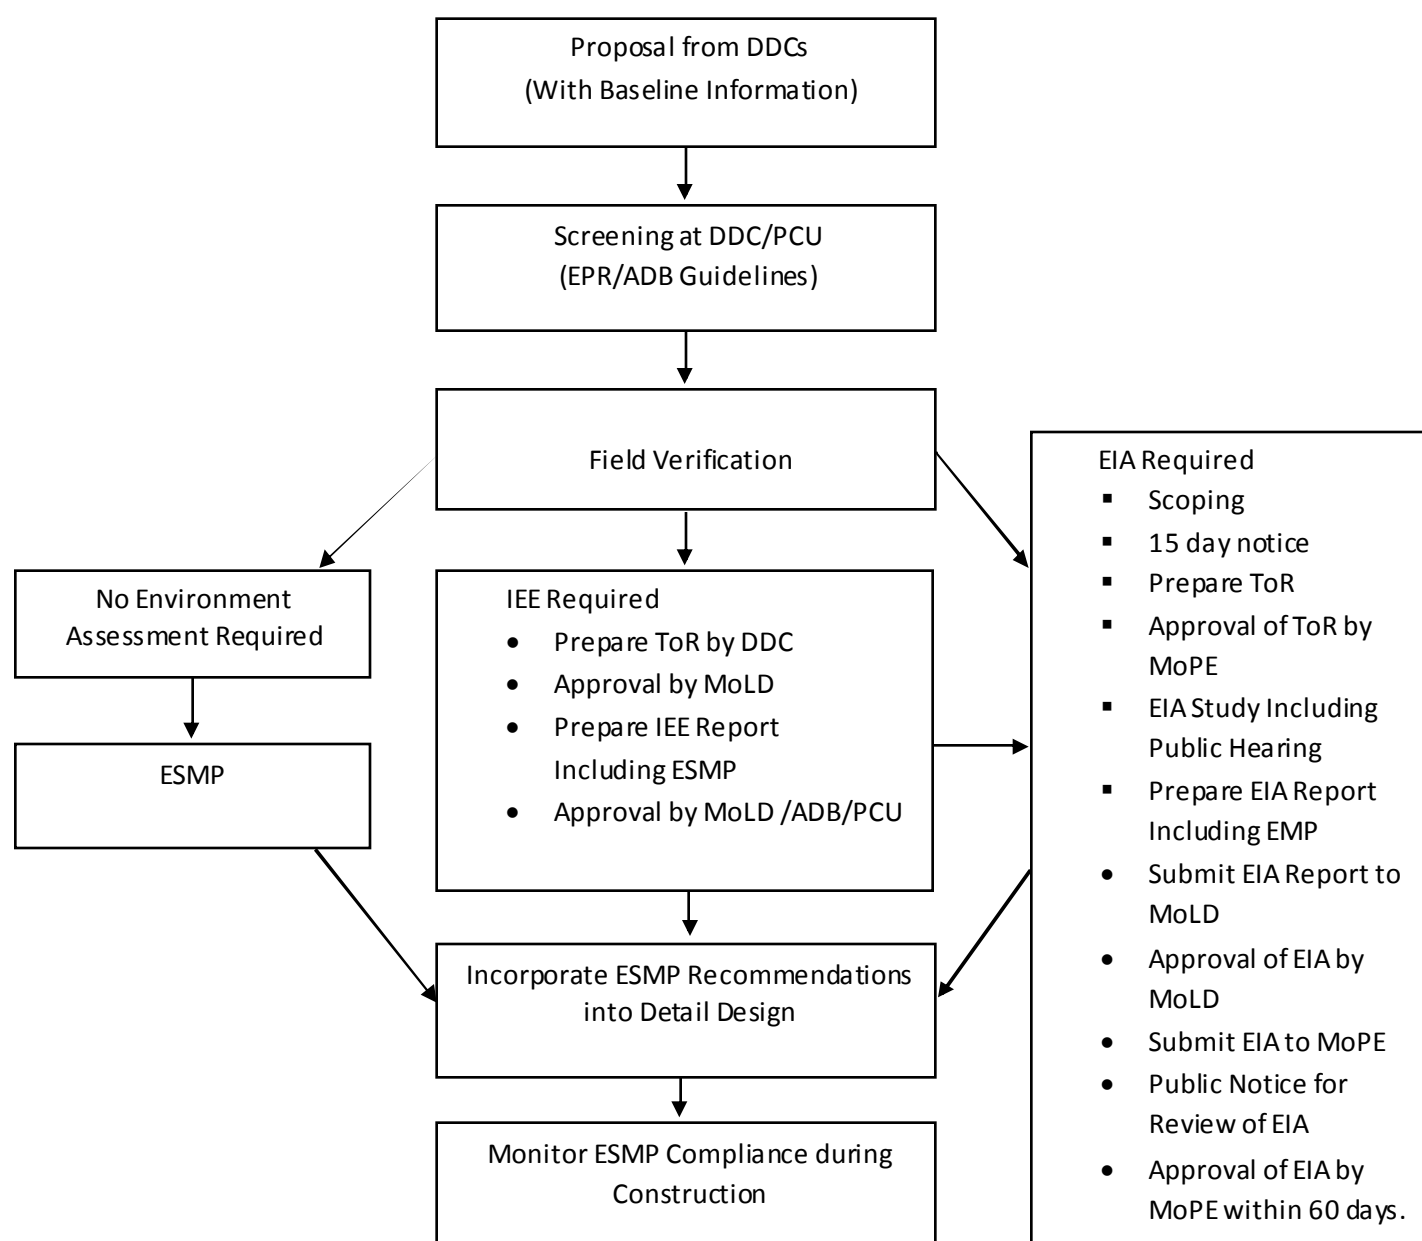 Proposal from DDCs
(With Baseline Information)
Screening at DDC/PCU
(EPR/ADB Guidelines)
Field Verification
No Environment
Assessment Required
ESMP
IEE Required
● Prepare ToR by DDC
● Approval by MoLD
● Prepare IEE Report
Including ESMP
● Approval by MoLD /ADB/PCU
EIA Required
▪ Scoping
▪ 15 day notice
▪ Prepare ToR
▪ Approval of ToR by
MoPE
▪ EIA Study Including
Public Hearing
▪ Prepare EIA Report
Including EMP
● Submit EIA Report to
MoLD
● Approval of EIA by
MoLD
● Submit EIA to MoPE
● Public Notice for
Review of EIA
● Approval of EIA by
MoPE within 60 days.
Incorporate ESMP Recommendations
into Detail Design
Monitor ESMP Compliance during
Construction